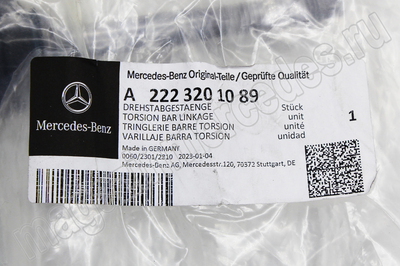 Mercedes-Benz Original-Teile/Geprüfte Qualität
A 222 320 10 89
DREHSTABGESTAENGE Stück
TORSION BAR LINKAGE unit
TRINGLERIE BARRE TORSION unité
VARILLAJE BARRA TORSION unidad
1
Mercedes-Benz
Made in GERMANY
0060/2301/2810 2023-01-04
Mercedes-Benz AG, Mercedesstr.120, 70372 Stuttgart, DE